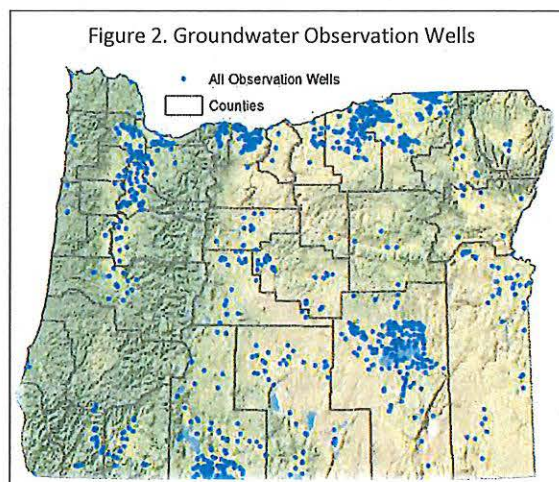 Figure 2. Groundwater Observation Wells
All Observation Wells
Counties